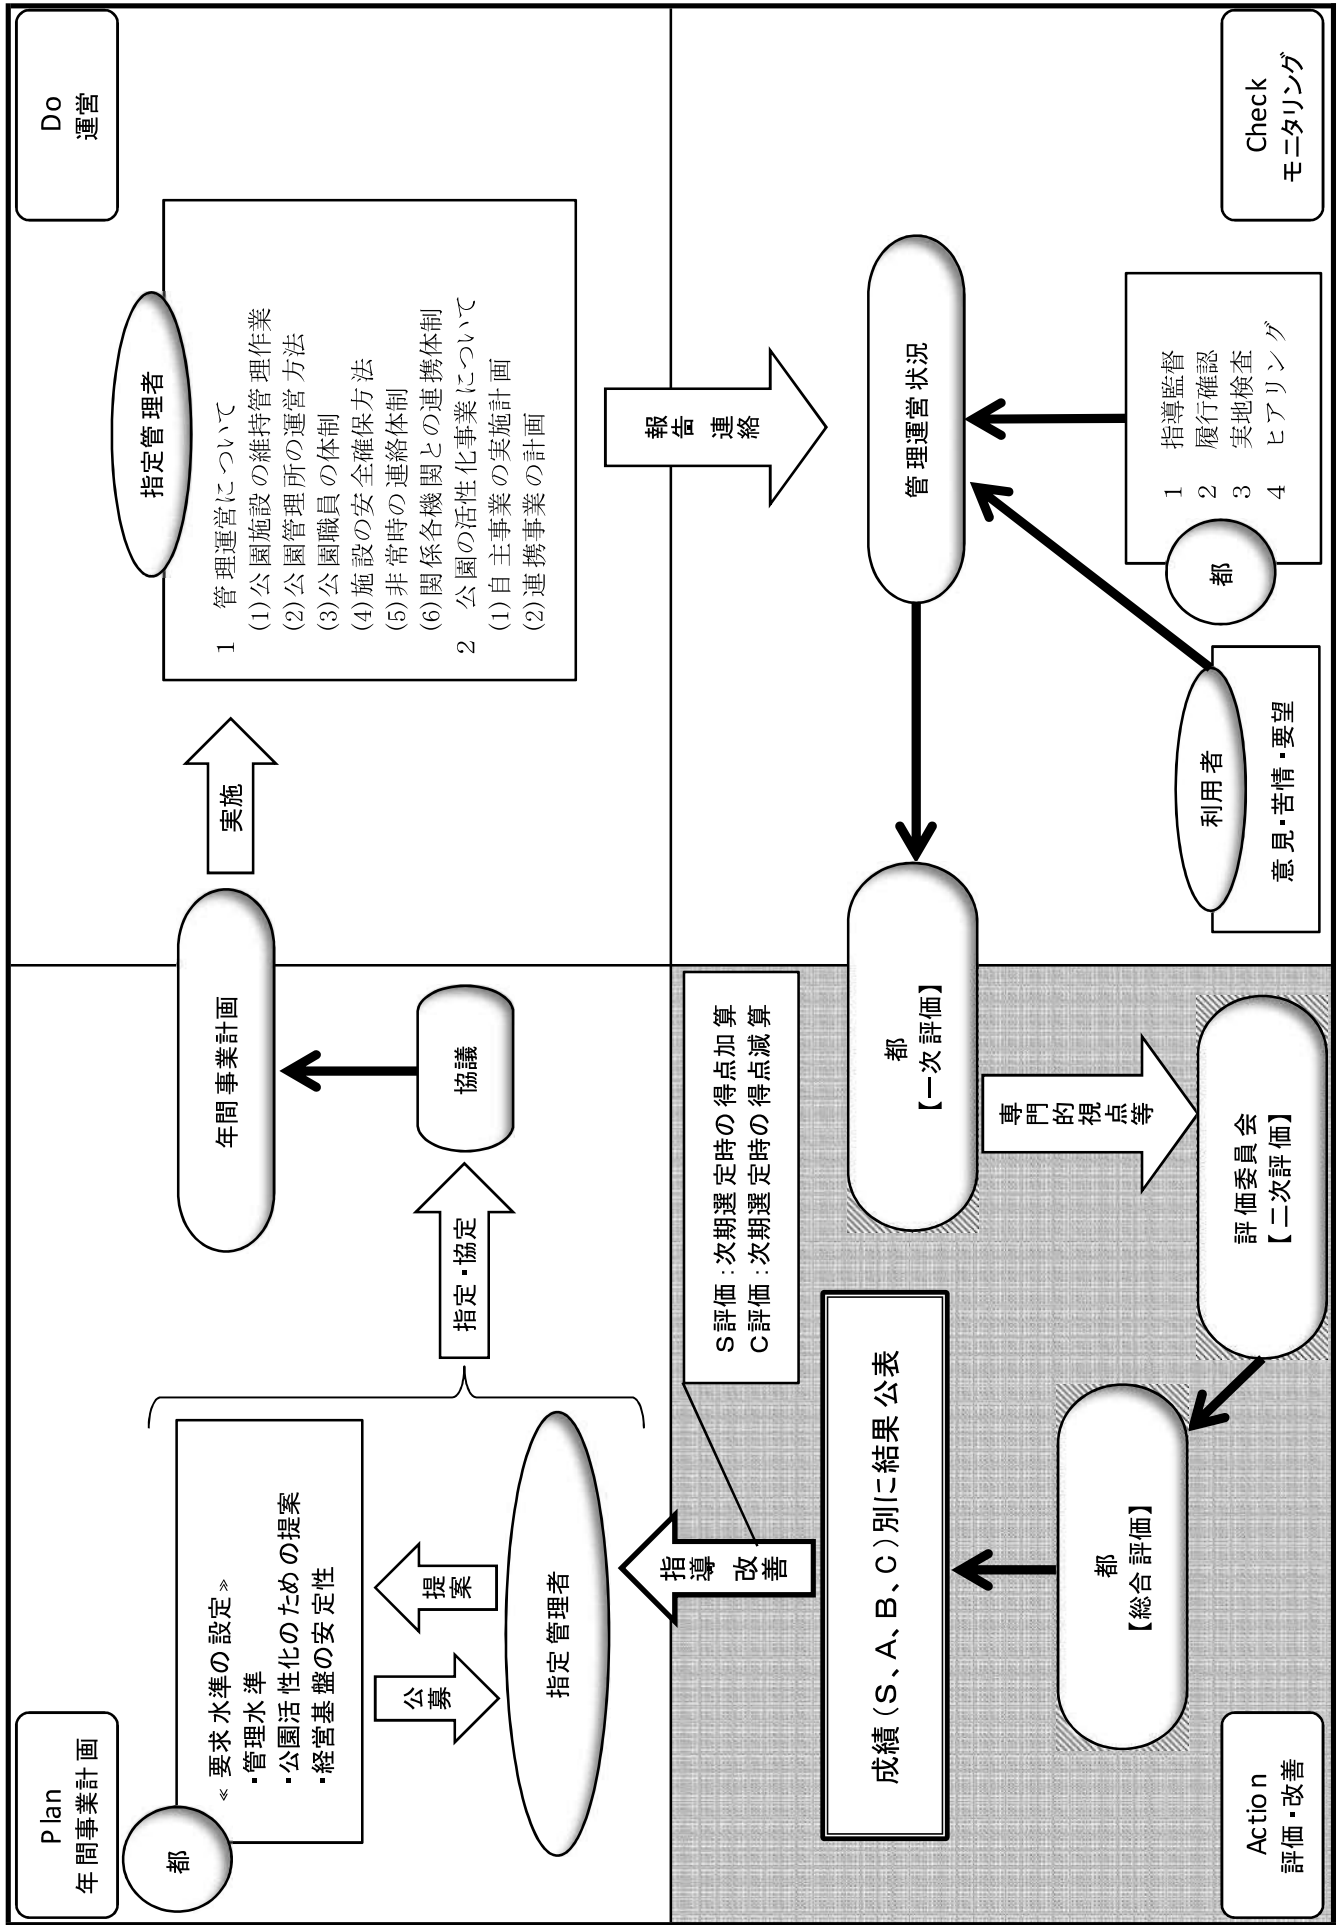 Plan
年間事業計画
都
≪要求水準の設定≫
・管理水準
・公園活性化のための提案
・経営基盤の安定性
公募
提案
指定管理者
指定・協定
協議
年間事業計画
実施
Do
運営
指定管理者
1　管理運営について
(1)公園施設の維持管理作業
(2)公園管理所の運営方法
(3)公園職員の体制
(4)施設の安全確保方法
(5)非常時の連絡体制
(6)関係各機関との連携体制
2　公園の活性化事業について
(1)自主事業の実施計画
(2)連携事業の計画
報告
連絡
Check
モニタリング
管理運営状況
1　指導監督
2　履行確認
3　実地検査
4　ヒアリング
都
利用者
意見・苦情・要望
都
【一次評価】
専門的視点等
評価委員会
【二次評価】
都
【総合評価】
成績（S、A、B、C）別に結果公表
指導
改善
S評価：次期選定時の得点加算
C評価：次期選定時の得点減算
Action
評価・改善